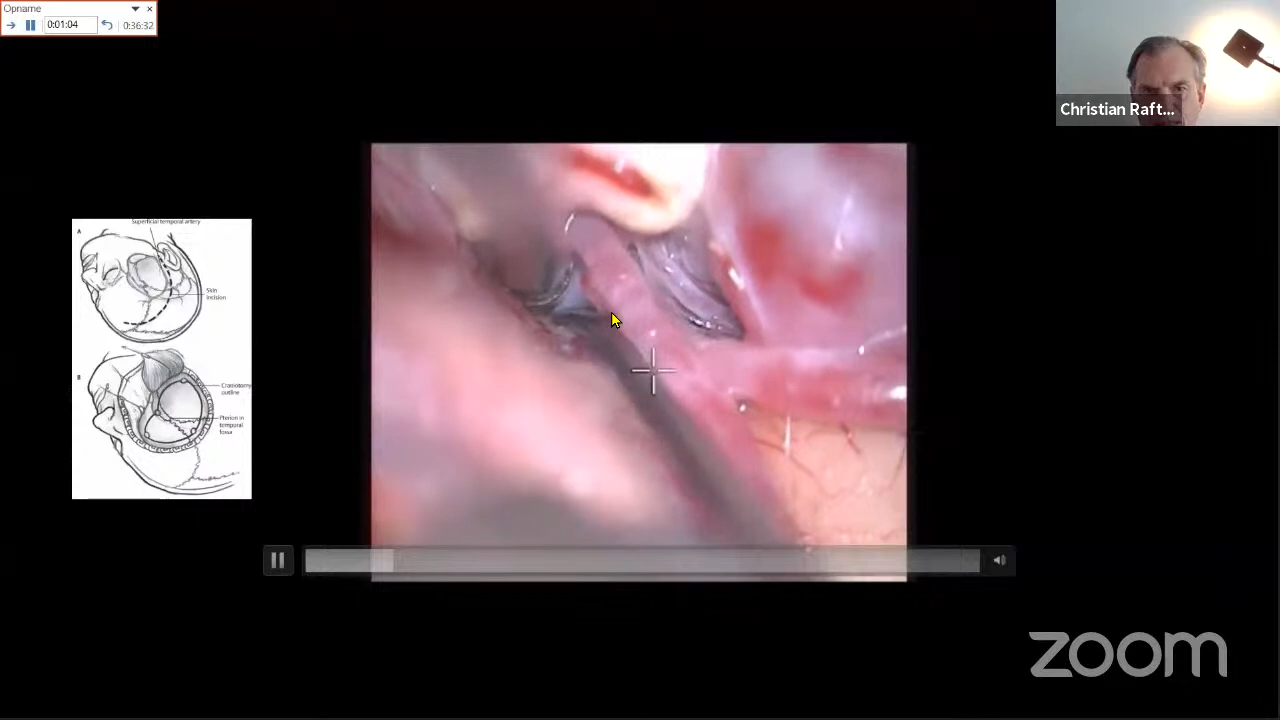 Opname
0:01:04
0:36:32
Christian Raft...
Superficial temporal artery
A
Skin
incision
B
Craniotomy
outline
Pterion in
temporal
fossa
zoom